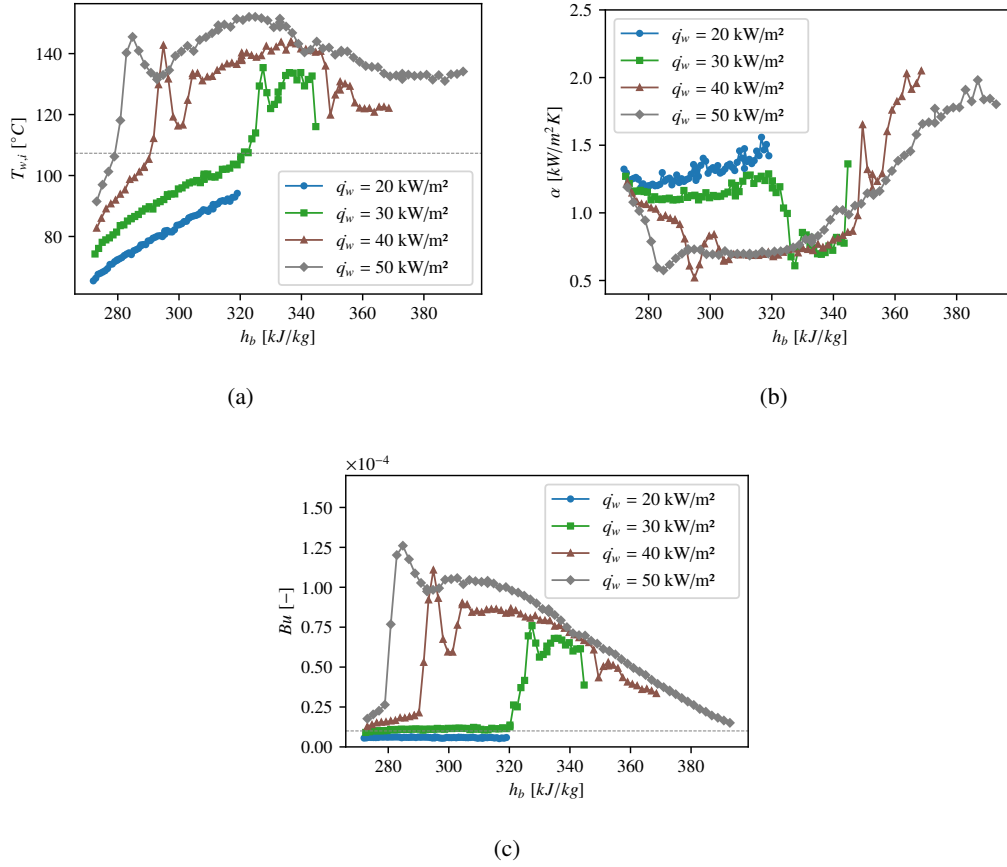 140
120
100
80
T_{w,i} [°C]
280 300 320 340 360 380
h_b [kJ/kg]
q̇_w = 20 kW/m²
q̇_w = 30 kW/m²
q̇_w = 40 kW/m²
q̇_w = 50 kW/m²
(a)
2.5
2.0
1.5
1.0
0.5
α [kW/m²K]
280 300 320 340 360 380
h_b [kJ/kg]
q̇_w = 20 kW/m²
q̇_w = 30 kW/m²
q̇_w = 40 kW/m²
q̇_w = 50 kW/m²
(b)
×10⁻⁴
1.50
1.25
1.00
0.75
0.50
0.25
0.00
Bu [−]
280 300 320 340 360 380
h_b [kJ/kg]
q̇_w = 20 kW/m²
q̇_w = 30 kW/m²
q̇_w = 40 kW/m²
q̇_w = 50 kW/m²
(c)